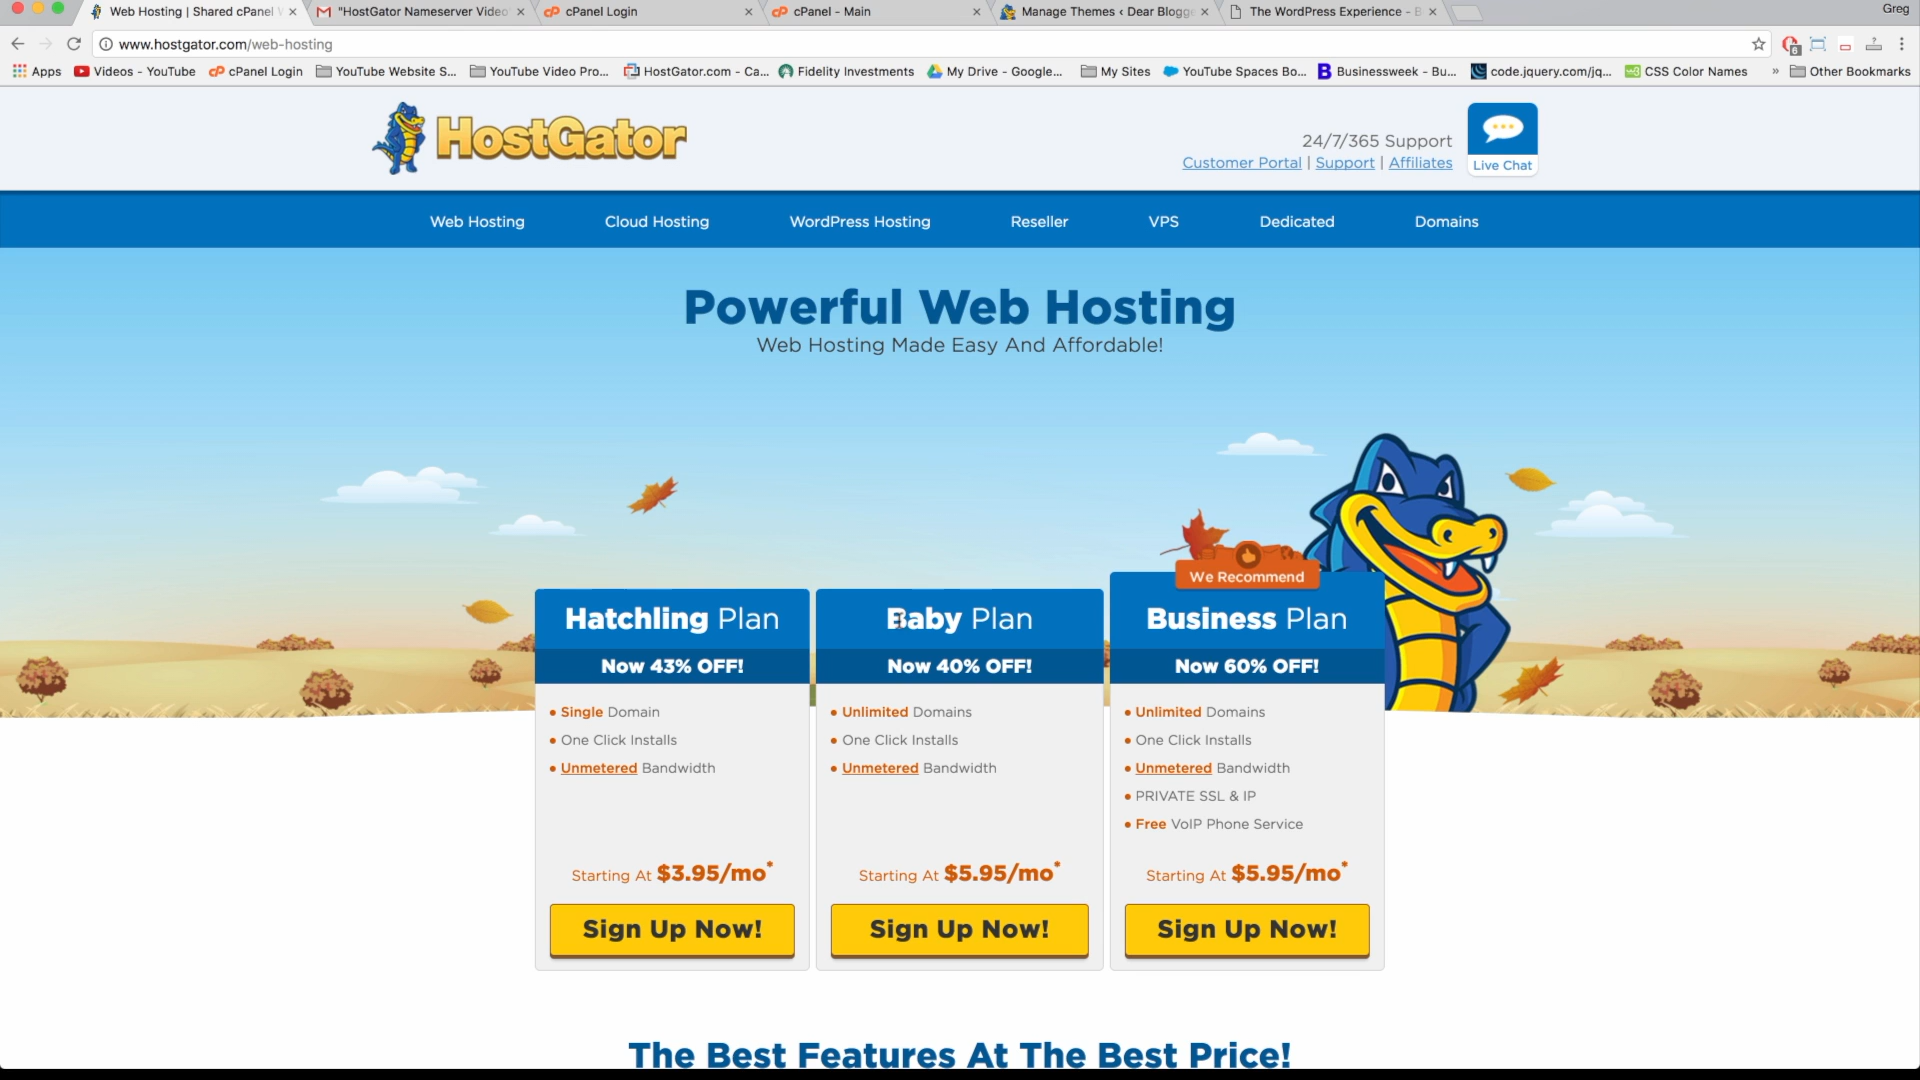 Web Hosting | Shared cPanel
"HostGator Nameserver Video"
cPanel Login
cPanel - Main
Manage Themes ‹ Dear Blogge
The WordPress Experience - B
Greg
www.hostgator.com/web-hosting
6
Apps
Videos - YouTube
cPanel Login
YouTube Website S...
YouTube Video Pro...
HostGator.com - Ca...
Fidelity Investments
My Drive - Google...
My Sites
YouTube Spaces Bo...
Businessweek - Bu...
code.jquery.com/jq...
CSS Color Names
»
Other Bookmarks
HostGator
24/7/365 Support
Customer Portal | Support | Affiliates
Live Chat
Web Hosting
Cloud Hosting
WordPress Hosting
Reseller
VPS
Dedicated
Domains
Powerful Web Hosting
Web Hosting Made Easy And Affordable!
Hatchling Plan
Now 43% OFF!
• Single Domain
• One Click Installs
• Unmetered Bandwidth
Starting At $3.95/mo*
Sign Up Now!
Baby Plan
Now 40% OFF!
• Unlimited Domains
• One Click Installs
• Unmetered Bandwidth
Starting At $5.95/mo*
Sign Up Now!
We Recommend
Business Plan
Now 60% OFF!
• Unlimited Domains
• One Click Installs
• Unmetered Bandwidth
• PRIVATE SSL & IP
• Free VoIP Phone Service
Starting At $5.95/mo*
Sign Up Now!
The Best Features At The Best Price!